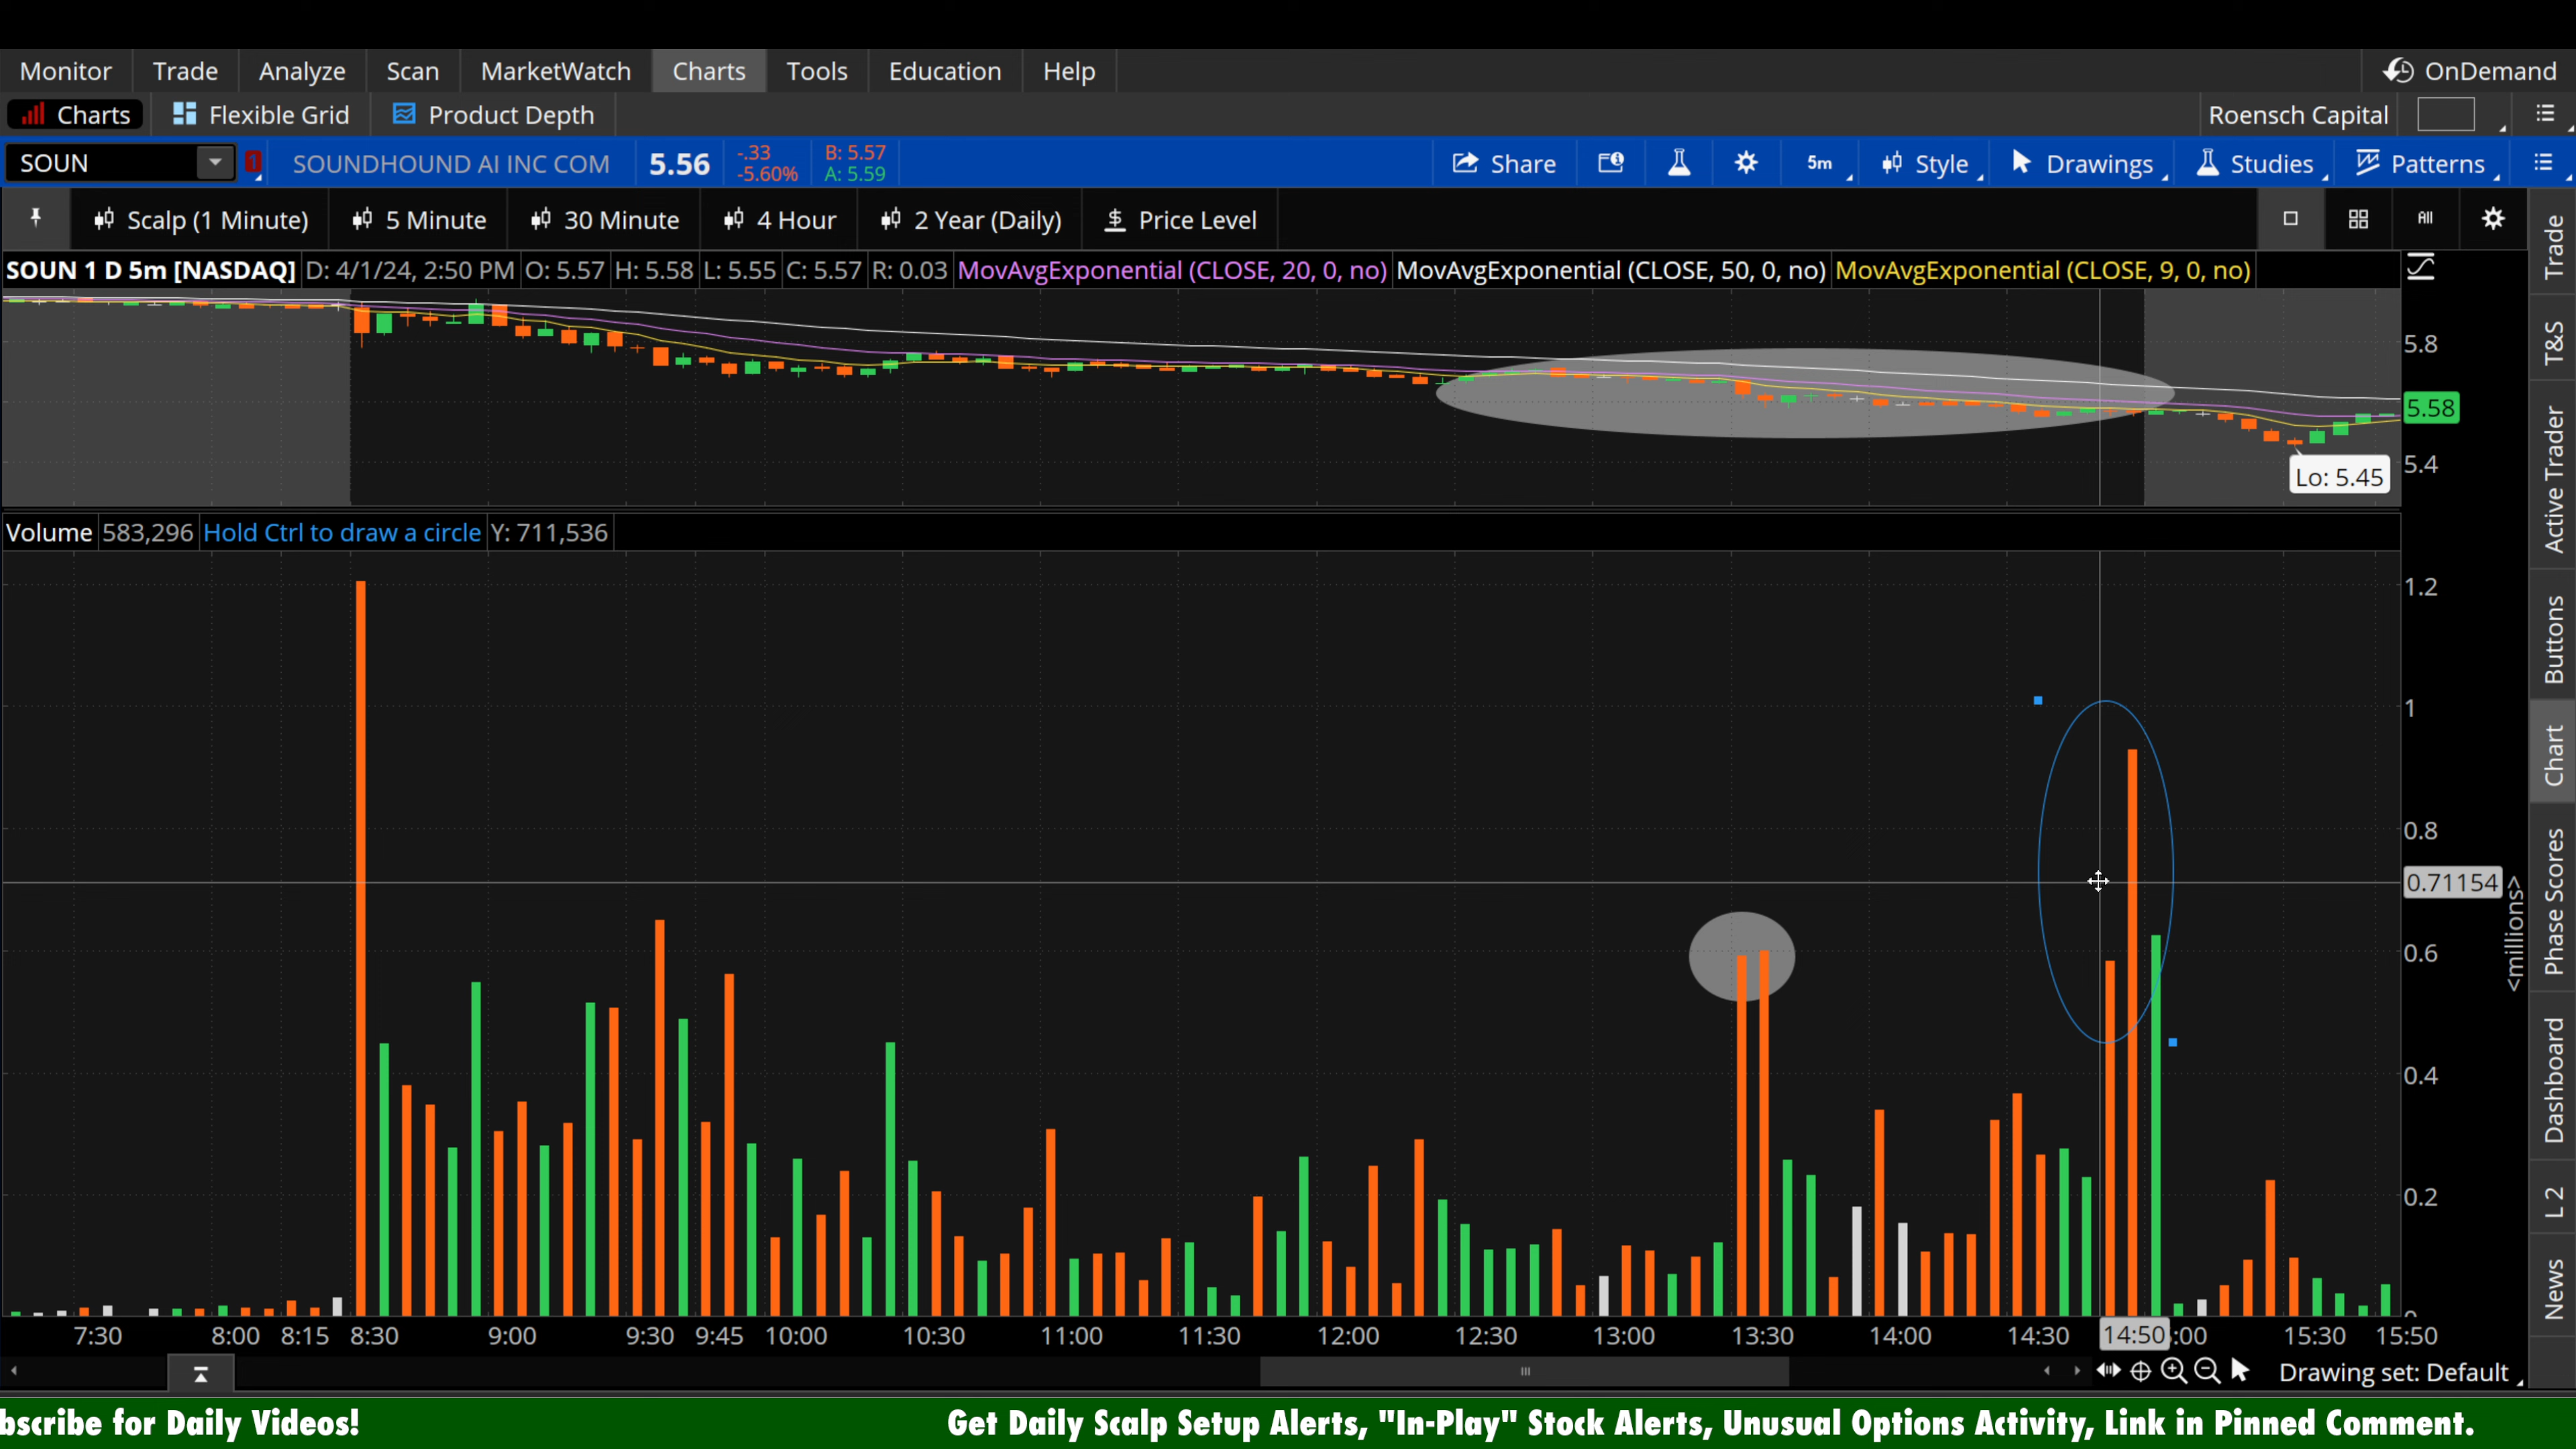 Monitor Trade Analyze Scan MarketWatch Charts Tools Education Help OnDemand
Charts Flexible Grid Product Depth Roensch Capital
SOUN 1 SOUNDHOUND AI INC COM 5.56 -.33 -5.60% B: 5.57 A: 5.59 Share 5m Style Drawings Studies Patterns
Scalp (1 Minute) 5 Minute 30 Minute 4 Hour 2 Year (Daily) $ Price Level All
SOUN 1 D 5m [NASDAQ] D: 4/1/24, 2:50 PM O: 5.57 H: 5.58 L: 5.55 C: 5.57 R: 0.03 MovAvgExponential (CLOSE, 20, 0, no) MovAvgExponential (CLOSE, 50, 0, no) MovAvgExponential (CLOSE, 9, 0, no)
5.8
5.58
5.4
Lo: 5.45
Volume 583,296 Hold Ctrl to draw a circle Y: 711,536
1.2
1
0.8
0.71154
<millions>
0.6
0.4
0.2
0
7:30 8:00 8:15 8:30 9:00 9:30 9:45 10:00 10:30 11:00 11:30 12:00 12:30 13:00 13:30 14:00 14:30 14:50 :00 15:30 15:50
Drawing set: Default
Trade
T&S
Active Trader
Buttons
Chart
Phase Scores
Dashboard
L 2
News
bscribe for Daily Videos! Get Daily Scalp Setup Alerts, "In-Play" Stock Alerts, Unusual Options Activity, Link in Pinned Comment.